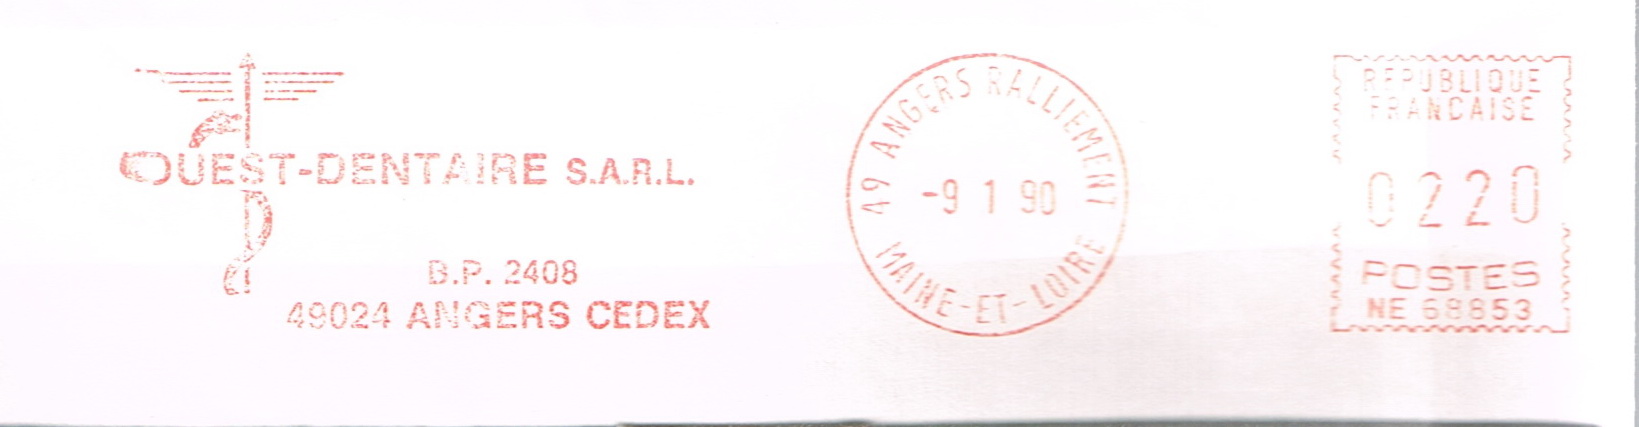 OUEST-DENTAIRE S.A.R.L.
B.P. 2408
49024 ANGERS CEDEX
49 ANGERS RALLIEMENT
-9 1 90
MAINE-ET-LOIRE
REPUBLIQUE
FRANCAISE
0220
POSTES
NE 68853